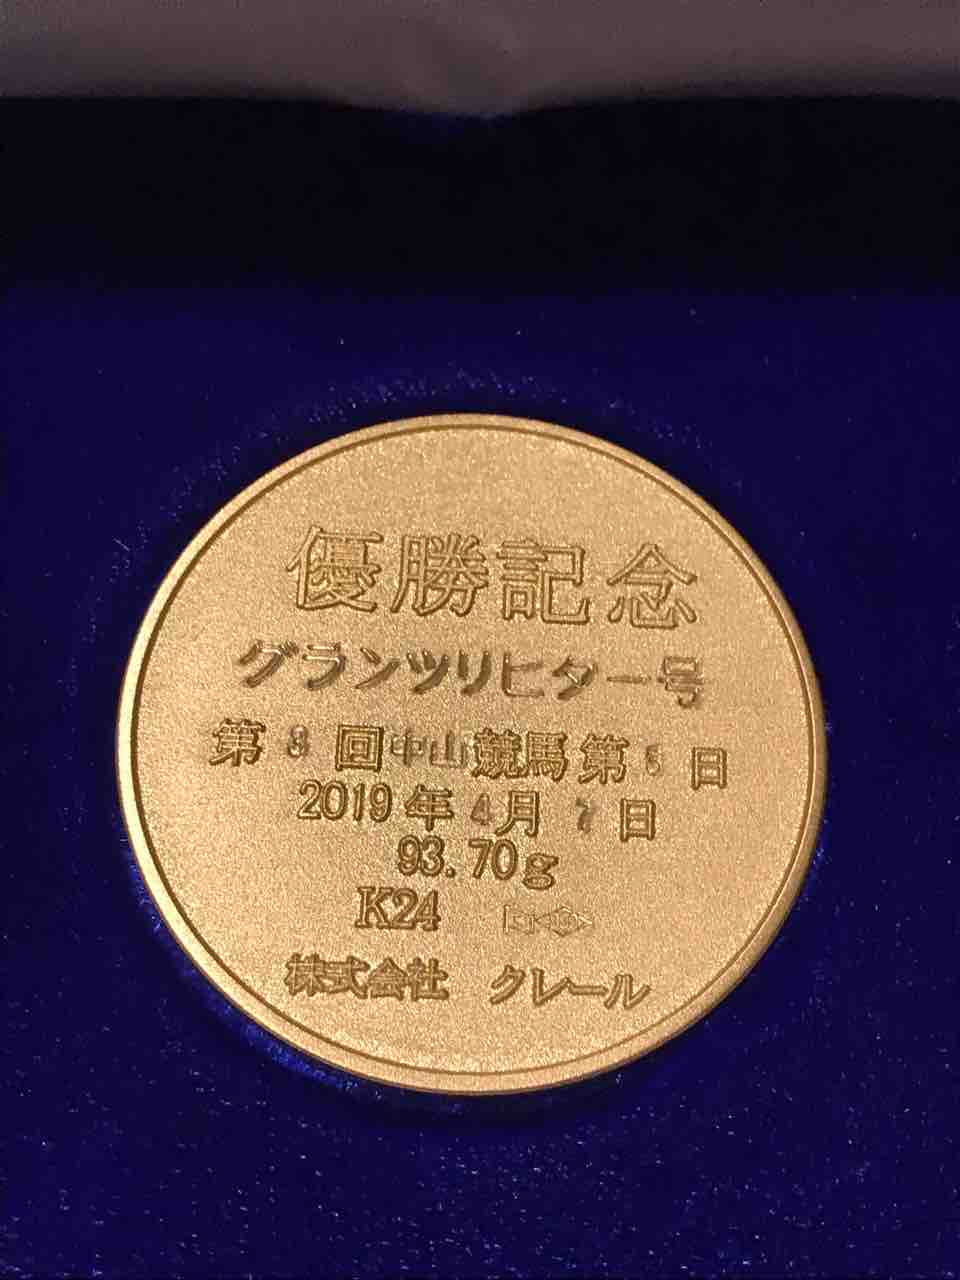 優勝記念
グランツリヒター号
第3回中山競馬第6日
2019年4月7日
93.70g
K24
株式会社 クレール